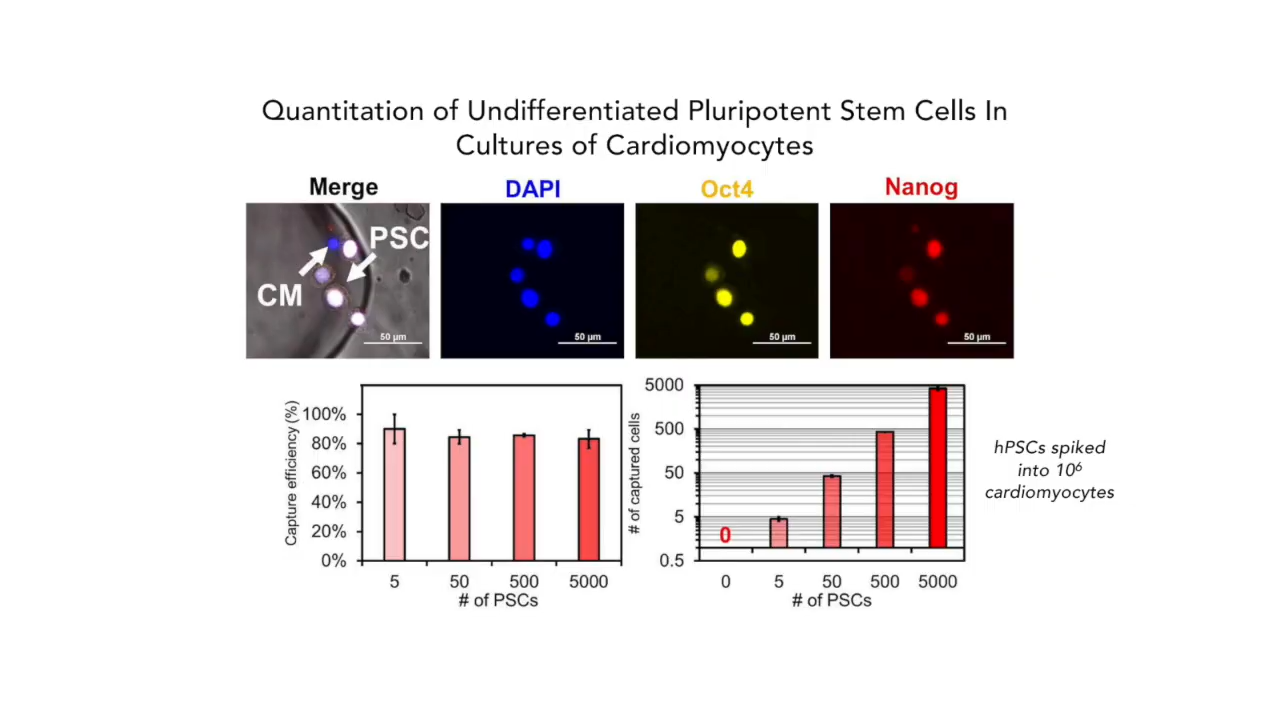 Quantitation of Undifferentiated Pluripotent Stem Cells In
Cultures of Cardiomyocytes
Merge
DAPI
Oct4
Nanog
PSC
CM
50 µm
50 µm
50 µm
50 µm
Capture efficiency (%)
100%
80%
60%
40%
20%
0%
5 50 500 5000
# of PSCs
# of captured cells
5000
500
50
5
0.5
0
0 5 50 500 5000
# of PSCs
hPSCs spiked
into 10⁶
cardiomyocytes